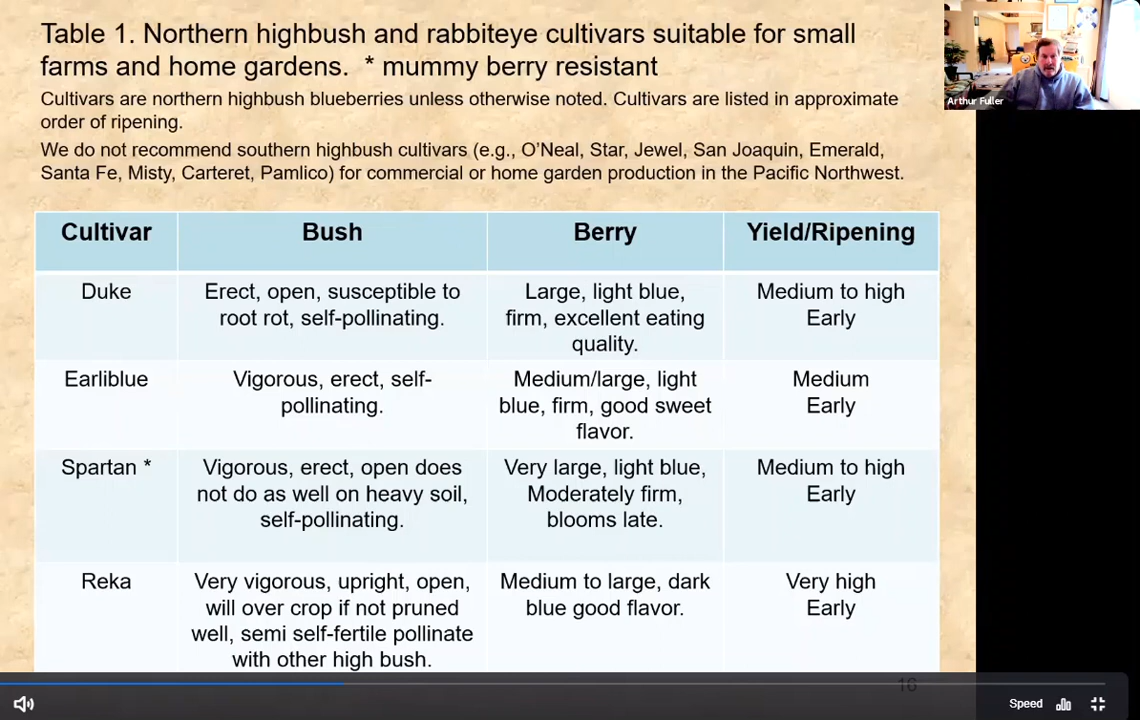 Table 1. Northern highbush and rabbiteye cultivars suitable for small
farms and home gardens.  * mummy berry resistant
Cultivars are northern highbush blueberries unless otherwise noted. Cultivars are listed in approximate
order of ripening.
We do not recommend southern highbush cultivars (e.g., O'Neal, Star, Jewel, San Joaquin, Emerald,
Santa Fe, Misty, Carteret, Pamlico) for commercial or home garden production in the Pacific Northwest.
Arthur Fuller
Cultivar Bush Berry Yield/Ripening
Duke Erect, open, susceptible to Large, light blue, Medium to high
root rot, self-pollinating. firm, excellent eating Early
quality.
Earliblue Vigorous, erect, self- Medium/large, light Medium
pollinating. blue, firm, good sweet Early
flavor.
Spartan * Vigorous, erect, open does Very large, light blue, Medium to high
not do as well on heavy soil, Moderately firm, Early
self-pollinating. blooms late.
Reka Very vigorous, upright, open, Medium to large, dark Very high
will over crop if not pruned blue good flavor. Early
well, semi self-fertile pollinate
with other high bush.
16
Speed